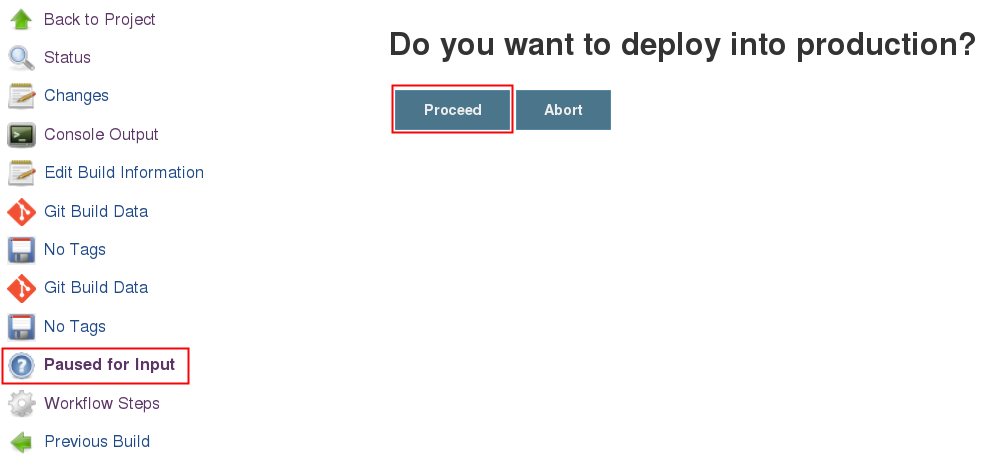 Back to Project
Status
Changes
Console Output
Edit Build Information
Git Build Data
No Tags
Git Build Data
No Tags
Paused for Input
Workflow Steps
Previous Build
Do you want to deploy into production?
Proceed
Abort